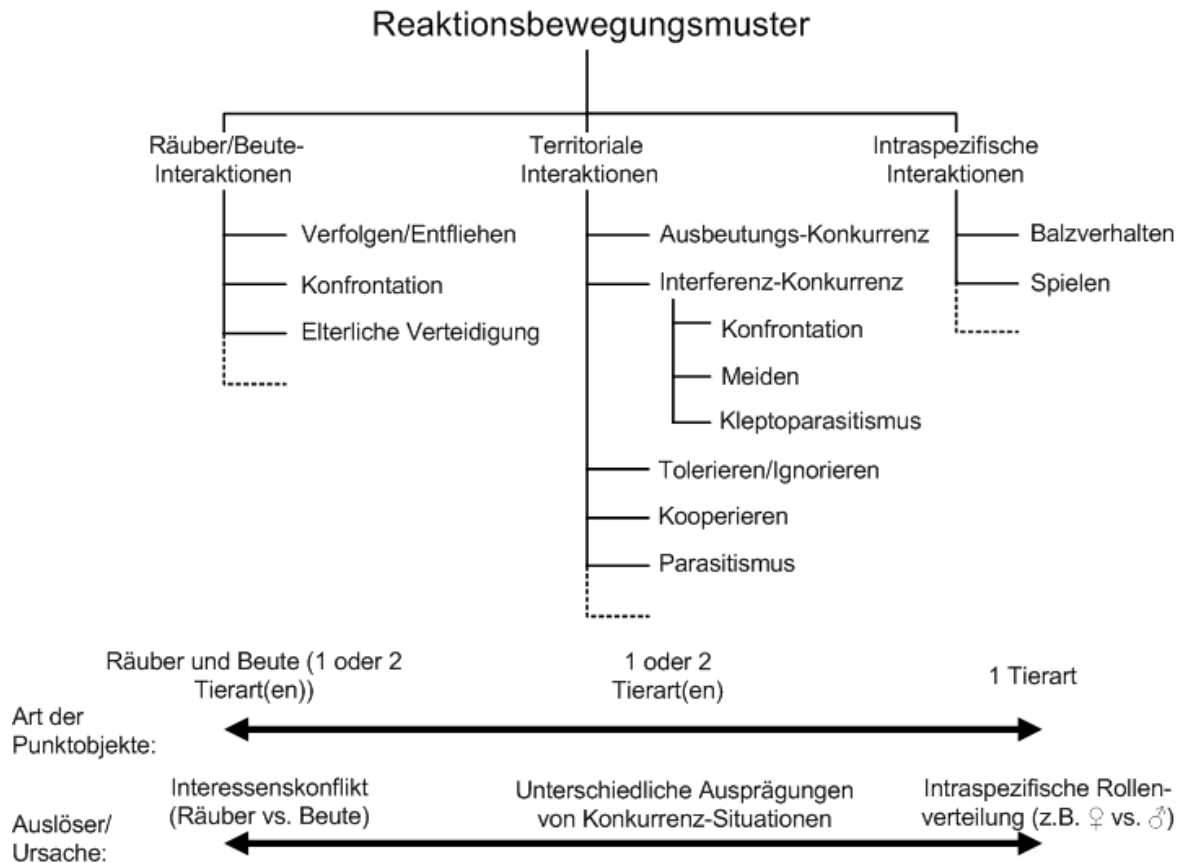 Reaktionsbewegungsmuster
Räuber/Beute-
Interaktionen
Verfolgen/Entfliehen
Konfrontation
Elterliche Verteidigung
Territoriale
Interaktionen
Ausbeutungs-Konkurrenz
Interferenz-Konkurrenz
Konfrontation
Meiden
Kleptoparasitismus
Tolerieren/Ignorieren
Kooperieren
Parasitismus
Intraspezifische
Interaktionen
Balzverhalten
Spielen
Räuber und Beute (1 oder 2
Tierart(en))
1 oder 2
Tierart(en)
1 Tierart
Art der
Punktobjekte:
Interessenskonflikt
(Räuber vs. Beute)
Unterschiedliche Ausprägungen
von Konkurrenz-Situationen
Intraspezifische Rollen-
verteilung (z.B. ♀ vs. ♂)
Auslöser/
Ursache: